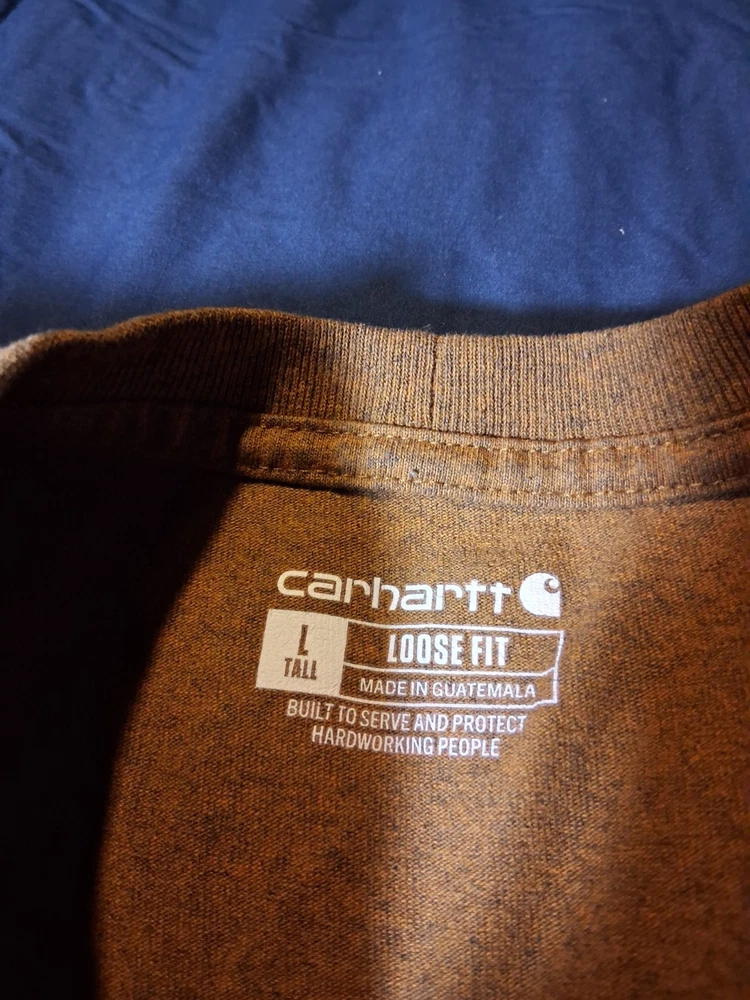 carhartt
L
TALL
LOOSE FIT
MADE IN GUATEMALA
BUILT TO SERVE AND PROTECT
HARDWORKING PEOPLE